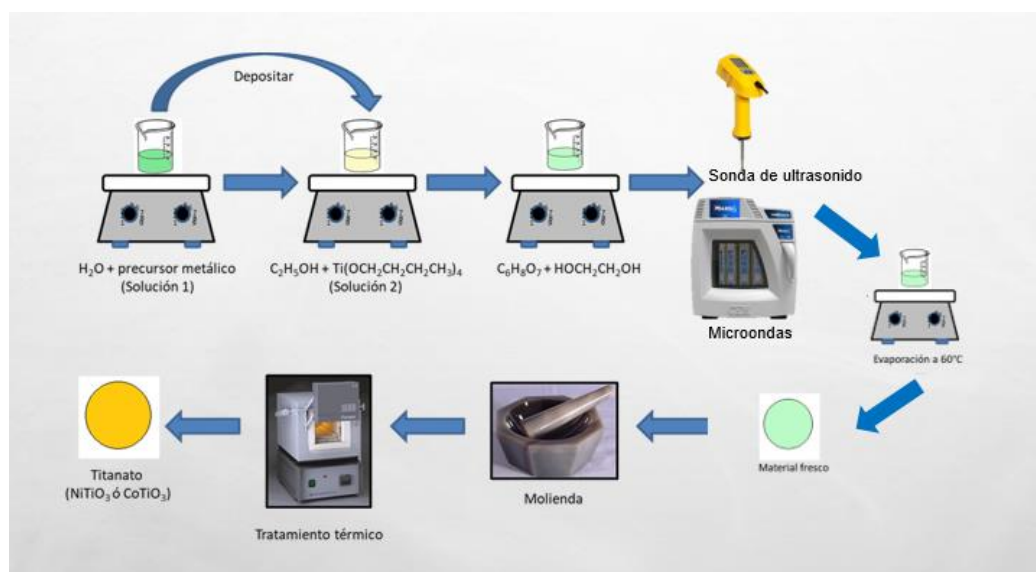 Depositar
H₂O + precursor metálico
(Solución 1)
C₂H₅OH + Ti(OCH₂CH₂CH₂CH₃)₄
(Solución 2)
C₆H₈O₇ + HOCH₂CH₂OH
Sonda de ultrasonido
Microondas
Evaporación a 60°C
Material fresco
Molienda
Tratamiento térmico
Titanato
(NiTiO₃ ó CoTiO₃)